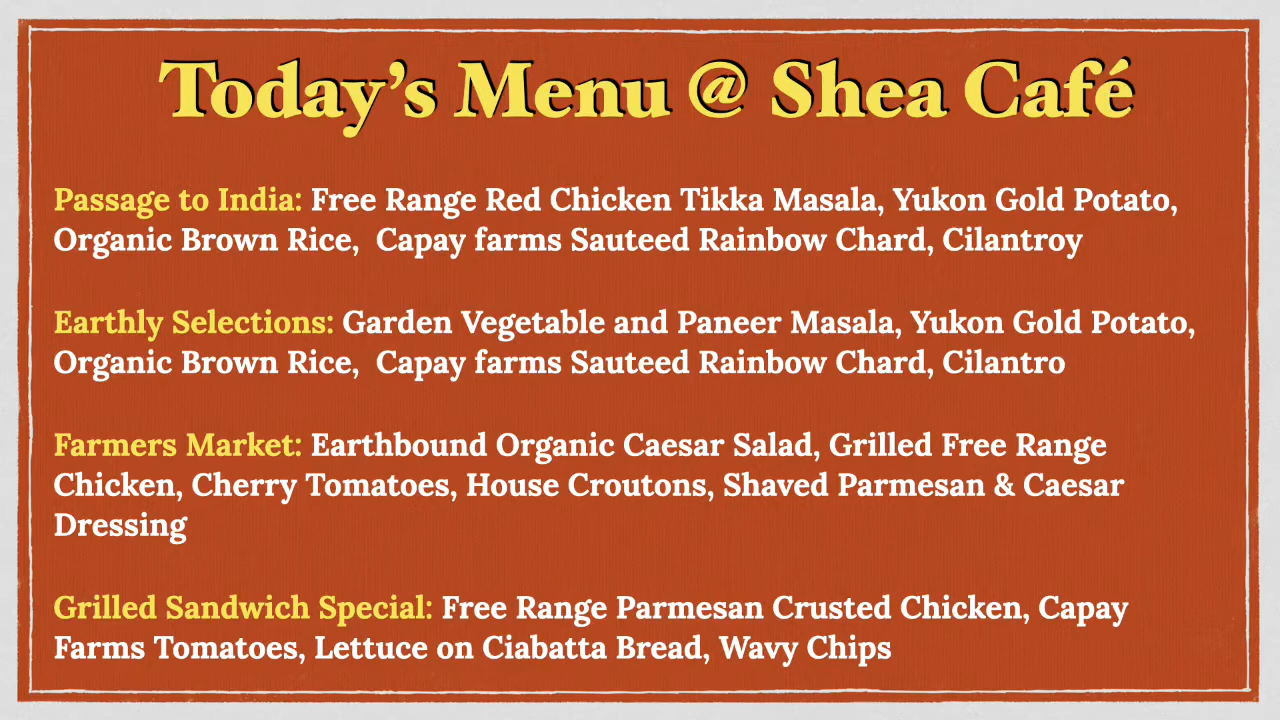 Today’s Menu @ Shea Café
Passage to India: Free Range Red Chicken Tikka Masala, Yukon Gold Potato,
Organic Brown Rice,  Capay farms Sauteed Rainbow Chard, Cilantroy
Earthly Selections: Garden Vegetable and Paneer Masala, Yukon Gold Potato,
Organic Brown Rice,  Capay farms Sauteed Rainbow Chard, Cilantro
Farmers Market: Earthbound Organic Caesar Salad, Grilled Free Range
Chicken, Cherry Tomatoes, House Croutons, Shaved Parmesan & Caesar
Dressing
Grilled Sandwich Special: Free Range Parmesan Crusted Chicken, Capay
Farms Tomatoes, Lettuce on Ciabatta Bread, Wavy Chips